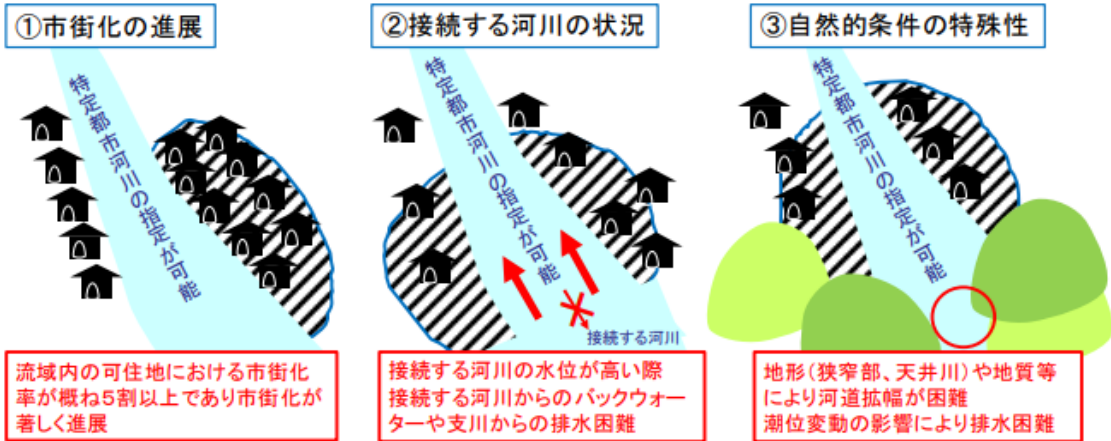 ①市街化の進展
特定都市河川の指定が可能
流域内の可住地における市街化
率が概ね5割以上であり市街化が
著しく進展
②接続する河川の状況
特定都市河川の指定が可能
接続する河川
接続する河川の水位が高い際
接続する河川からのバックウォー
ターや支川からの排水困難
③自然的条件の特殊性
特定都市河川の指定が可能
地形(狭窄部、天井川)や地質等
により河道拡幅が困難
潮位変動の影響により排水困難